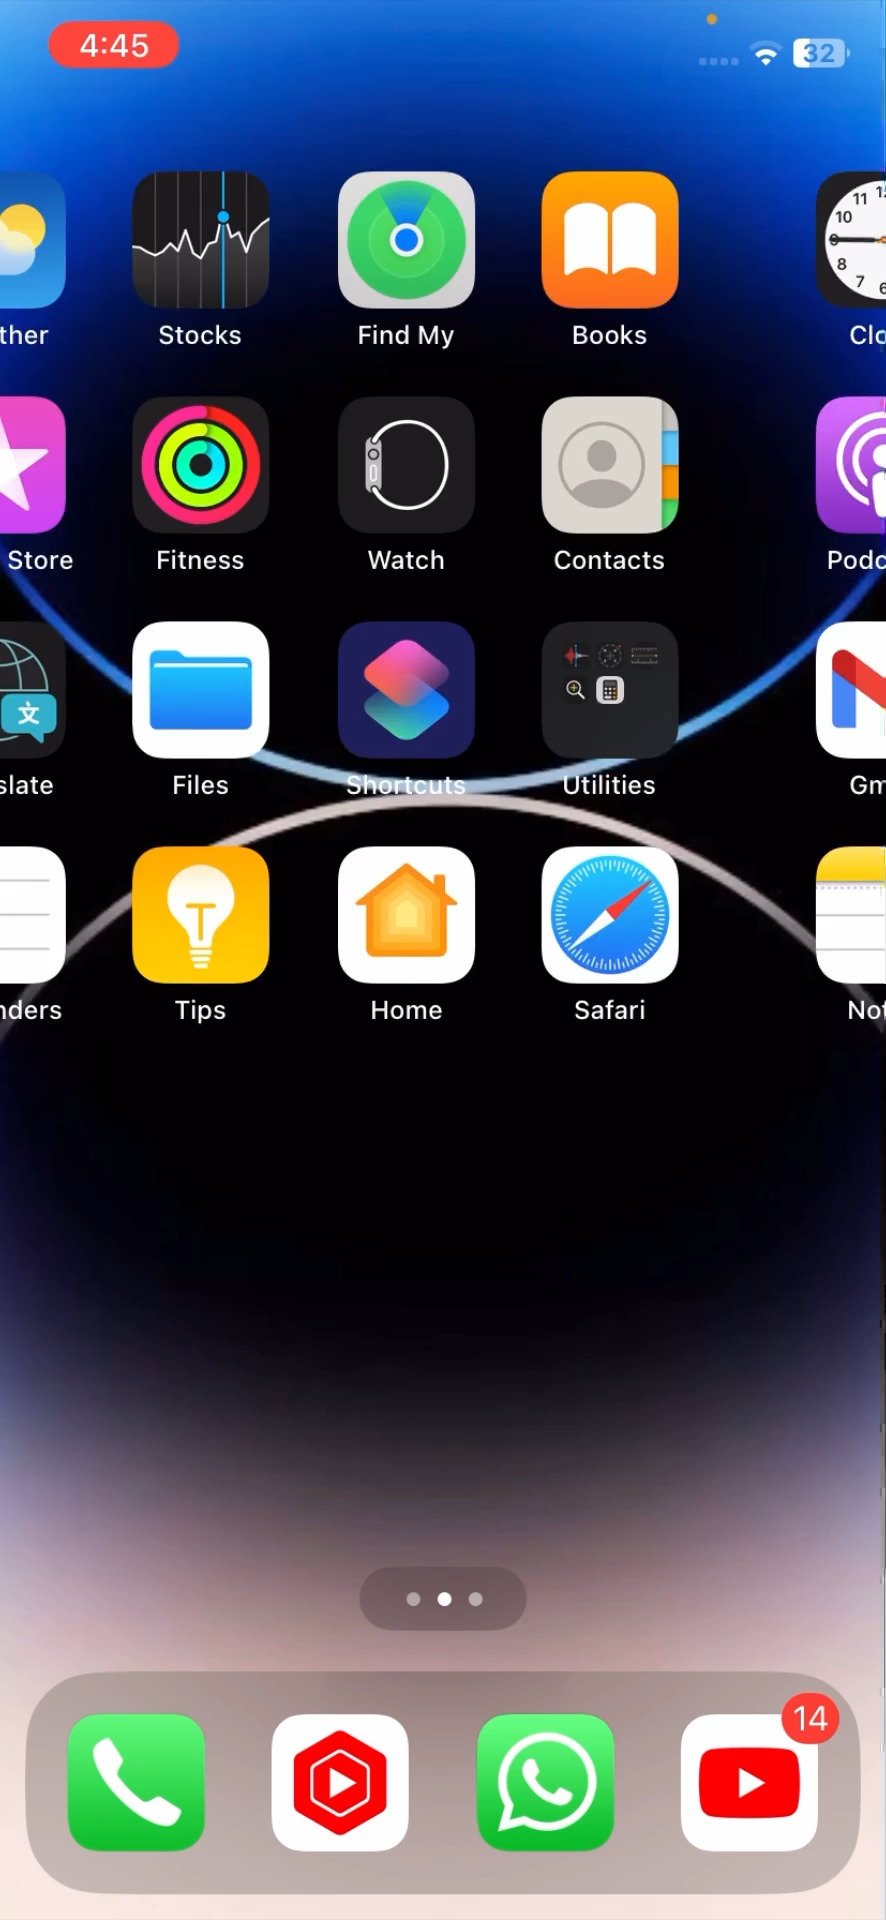 4:45
32
ther Stocks Find My Books Clo
Store Fitness Watch Contacts Podc
文
slate Files Shortcuts Utilities Gm
nders Tips Home Safari Not
14